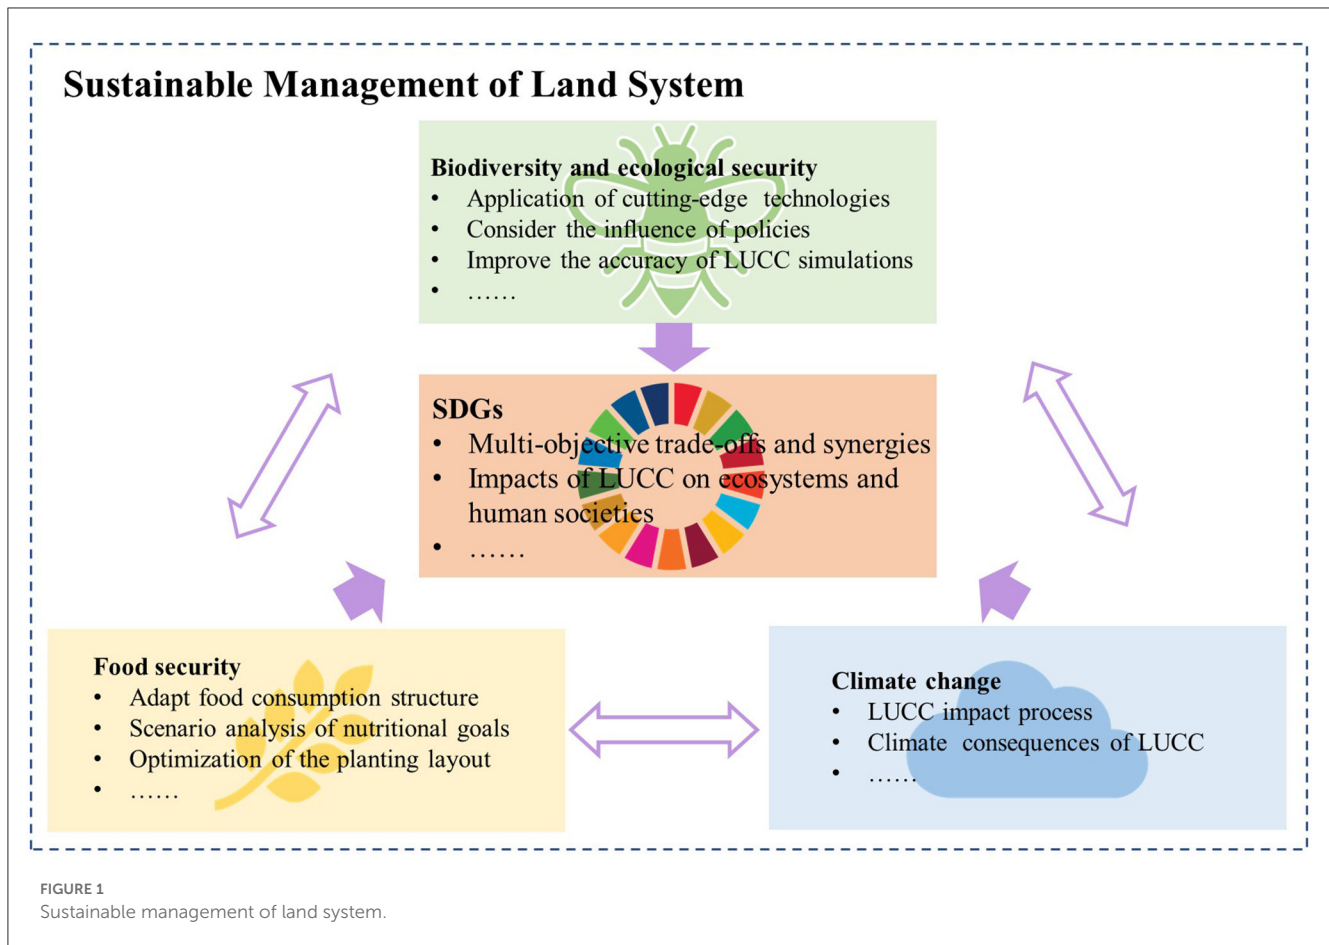 Sustainable Management of Land System
Biodiversity and ecological security
• Application of cutting-edge technologies
• Consider the influence of policies
• Improve the accuracy of LUCC simulations
• ……
SDGs
• Multi-objective trade-offs and synergies
• Impacts of LUCC on ecosystems and
human societies
• ……
Food security
• Adapt food consumption structure
• Scenario analysis of nutritional goals
• Optimization of the planting layout
• ……
Climate change
• LUCC impact process
• Climate consequences of LUCC
• ……
FIGURE 1
Sustainable management of land system.